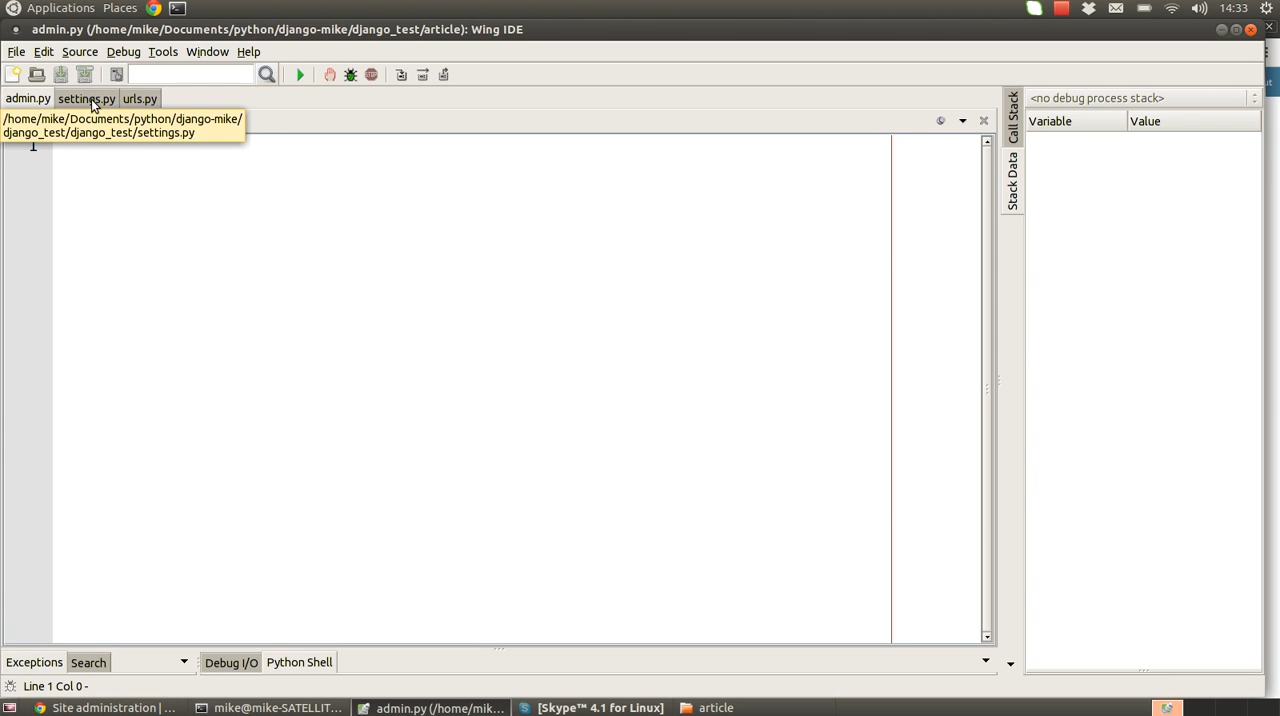 Applications Places 14:33
admin.py (/home/mike/Documents/python/django-mike/django_test/article): Wing IDE
File Edit Source Debug Tools Window Help
admin.py settings.py urls.py
/home/mike/Documents/python/django-mike/
django_test/django_test/settings.py
1
Call Stack
Stack Data
<no debug process stack>
Variable Value
Exceptions Search Debug I/O Python Shell
Line 1 Col 0 -
Site administration | ... mike@mike-SATELLIT... admin.py (/home/mik... [Skype™ 4.1 for Linux] article